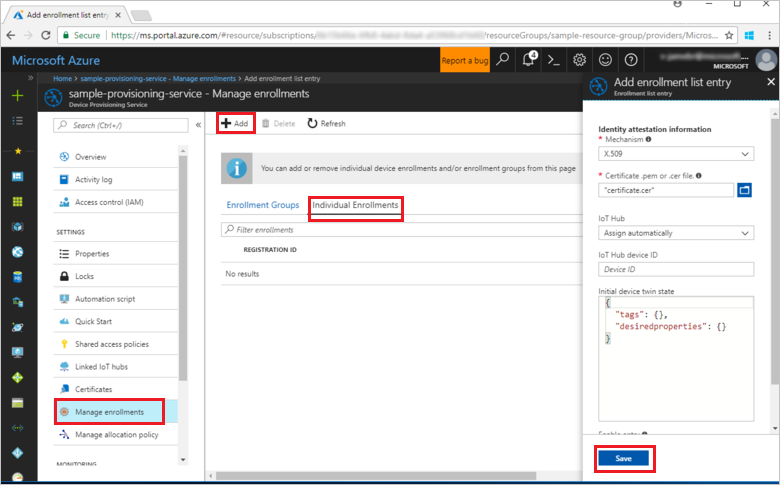 Add enrollment list entry
Secure
https://ms.portal.azure.com/#resource/subscriptions/
/resourceGroups/sample-resource-group/providers/Micros...
Microsoft Azure
Report a bug
4
MICROSOFT
Home > sample-provisioning-service - Manage enrollments > Add enrollment list entry
sample-provisioning-service - Manage enrollments
Device Provisioning Service
Search (Ctrl+/)
Overview
Activity log
Access control (IAM)
SETTINGS
Properties
Locks
Automation script
Quick Start
Shared access policies
Linked IoT hubs
Certificates
Manage enrollments
Manage allocation policy
MONITORING
Add
Delete
Refresh
You can add or remove individual device enrollments and/or enrollment groups from this page
Enrollment Groups
Individual Enrollments
Filter enrollments
REGISTRATION ID
No results
Add enrollment list entry
Enrollment list entry
Identity attestation information
* Mechanism
X.509
* Certificate .pem or .cer file.
"certificate.cer"
IoT Hub
Assign automatically
IoT Hub device ID
Device ID
Initial device twin state
{
"tags": {},
"desiredproperties": {}
}
Enable entry
Save